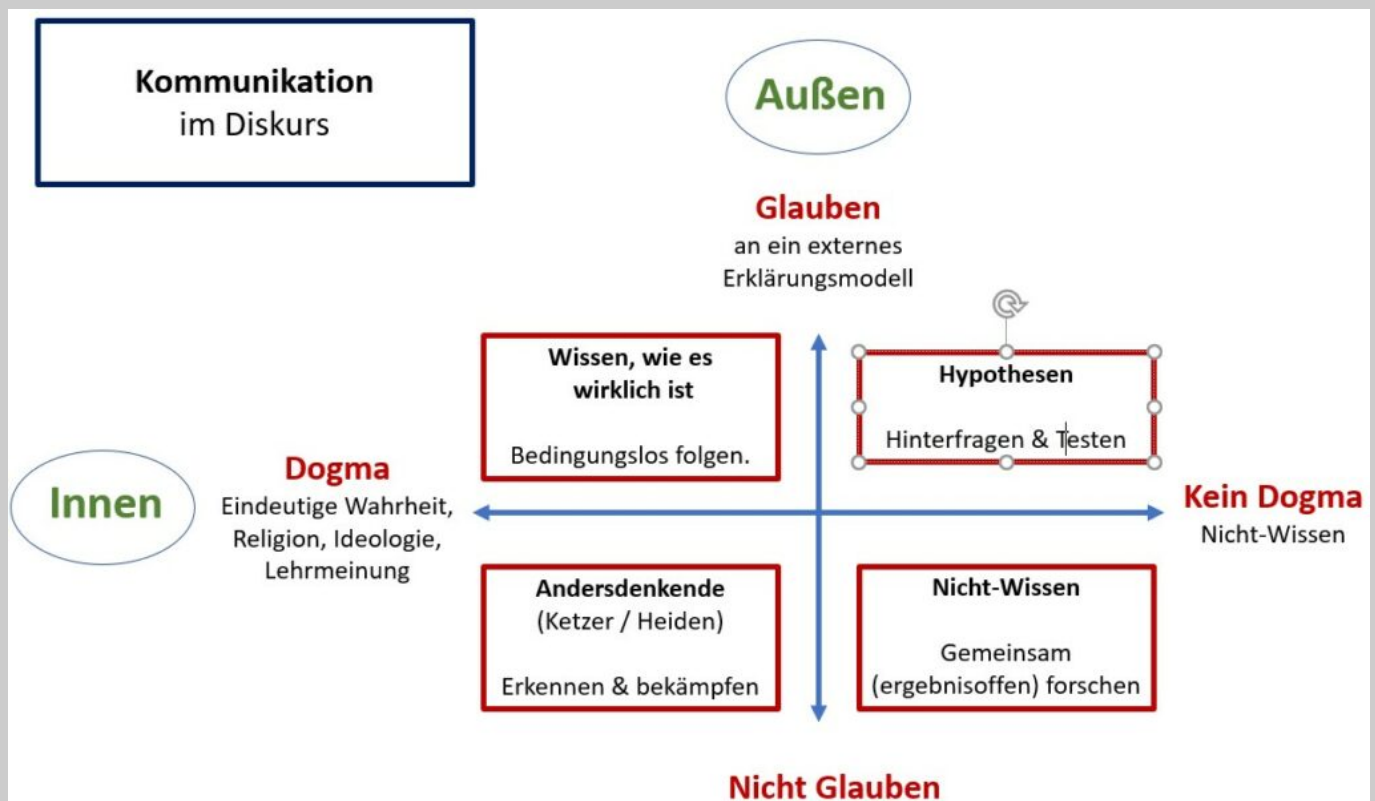 Kommunikation
im Diskurs
Außen
Glauben
an ein externes
Erklärungsmodell
Wissen, wie es
wirklich ist
Bedingungslos folgen.
Hypothesen
Hinterfragen & Testen
Innen
Dogma
Eindeutige Wahrheit,
Religion, Ideologie,
Lehrmeinung
Kein Dogma
Nicht-Wissen
Andersdenkende
(Ketzer / Heiden)
Erkennen & bekämpfen
Nicht-Wissen
Gemeinsam
(ergebnisoffen) forschen
Nicht Glauben